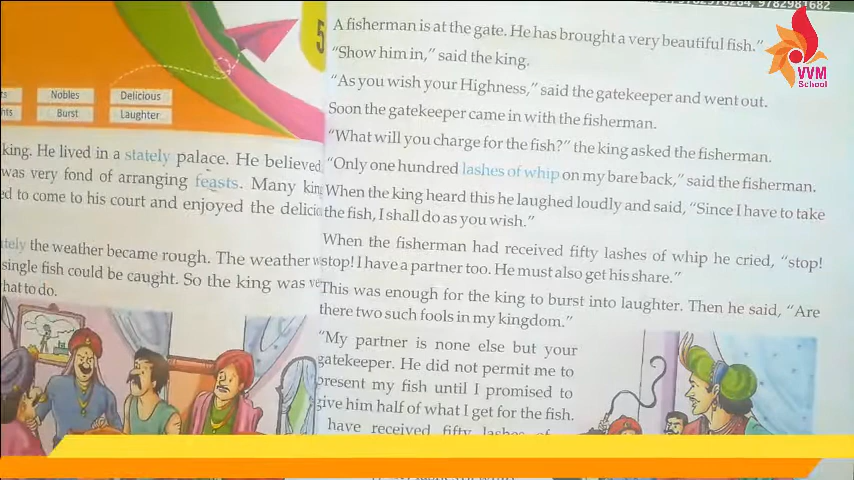 9782981682
VVM
School
5
Nobles
Delicious
Burst
Laughter
king. He lived in a stately palace. He believed
was very fond of arranging feasts. Many
to come to his court and enjoyed the
the weather became rough. The weather
single fish could be caught. So the king was
hat to do.
A fisherman is at the gate. He has brought a very beautiful fish.”
“Show him in,” said the king.
“As you wish your Highness,” said the gatekeeper and went out.
Soon the gatekeeper came in with the fisherman.
“What will you charge for the fish?” the king asked the fisherman.
“Only one hundred lashes of whip on my bare back,” said the fisherman.
When the king heard this he laughed loudly and said, “Since I have to take
the fish, I shall do as you wish.”
When the fisherman had received fifty lashes of whip he cried, “stop!
stop! I have a partner too. He must also get his share.”
This was enough for the king to burst into laughter. Then he said, “Are
there two such fools in my kingdom.”
“My partner is none else but your
gatekeeper. He did not permit me to
present my fish until I promised to
give him half of what I get for the fish.
have received fifty lashes of